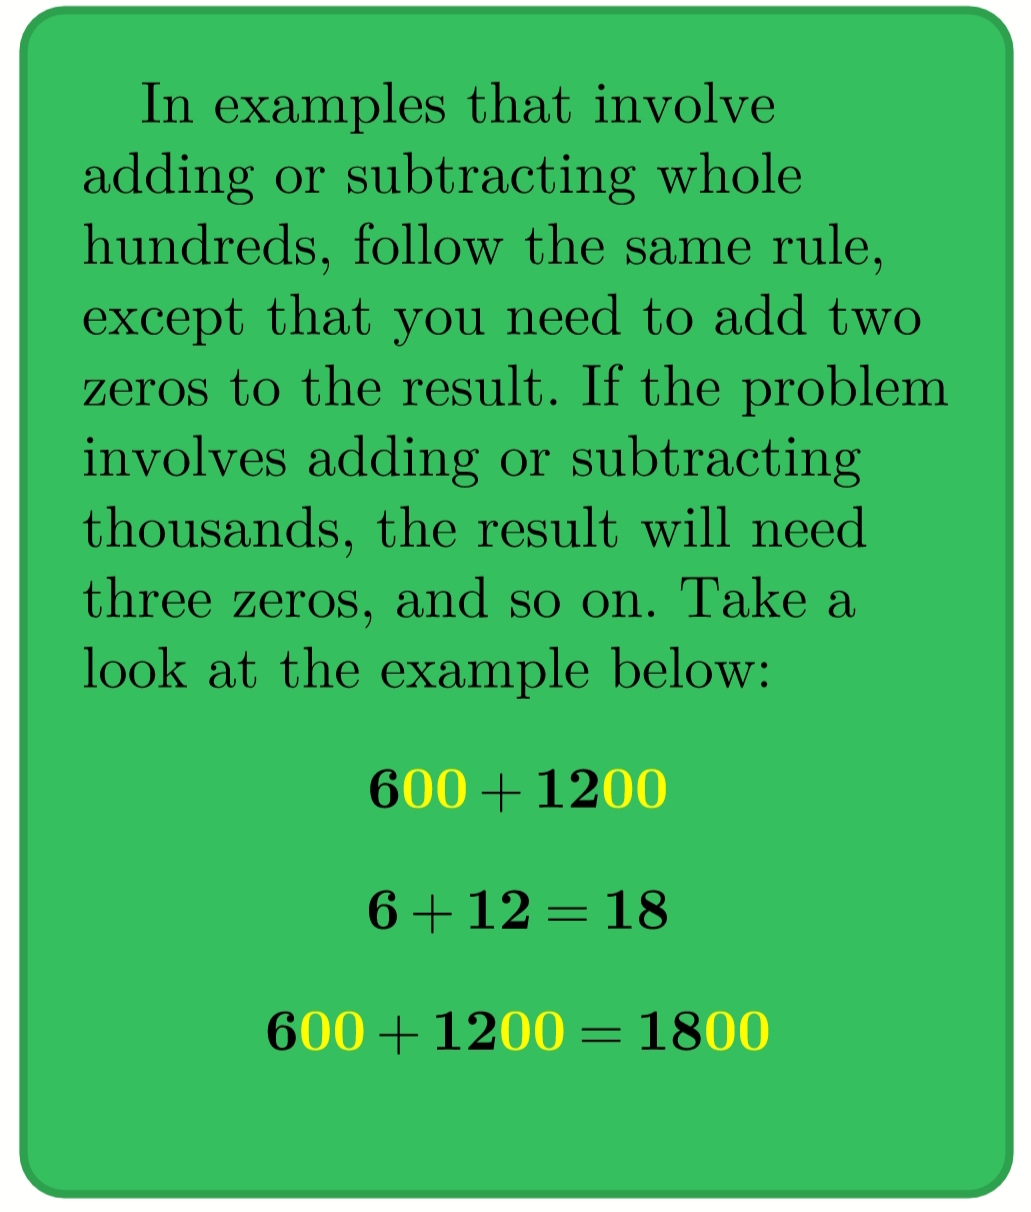 In examples that involve
adding or subtracting whole
hundreds, follow the same rule,
except that you need to add two
zeros to the result. If the problem
involves adding or subtracting
thousands, the result will need
three zeros, and so on. Take a
look at the example below:
600 + 1200
6 + 12 = 18
600 + 1200 = 1800